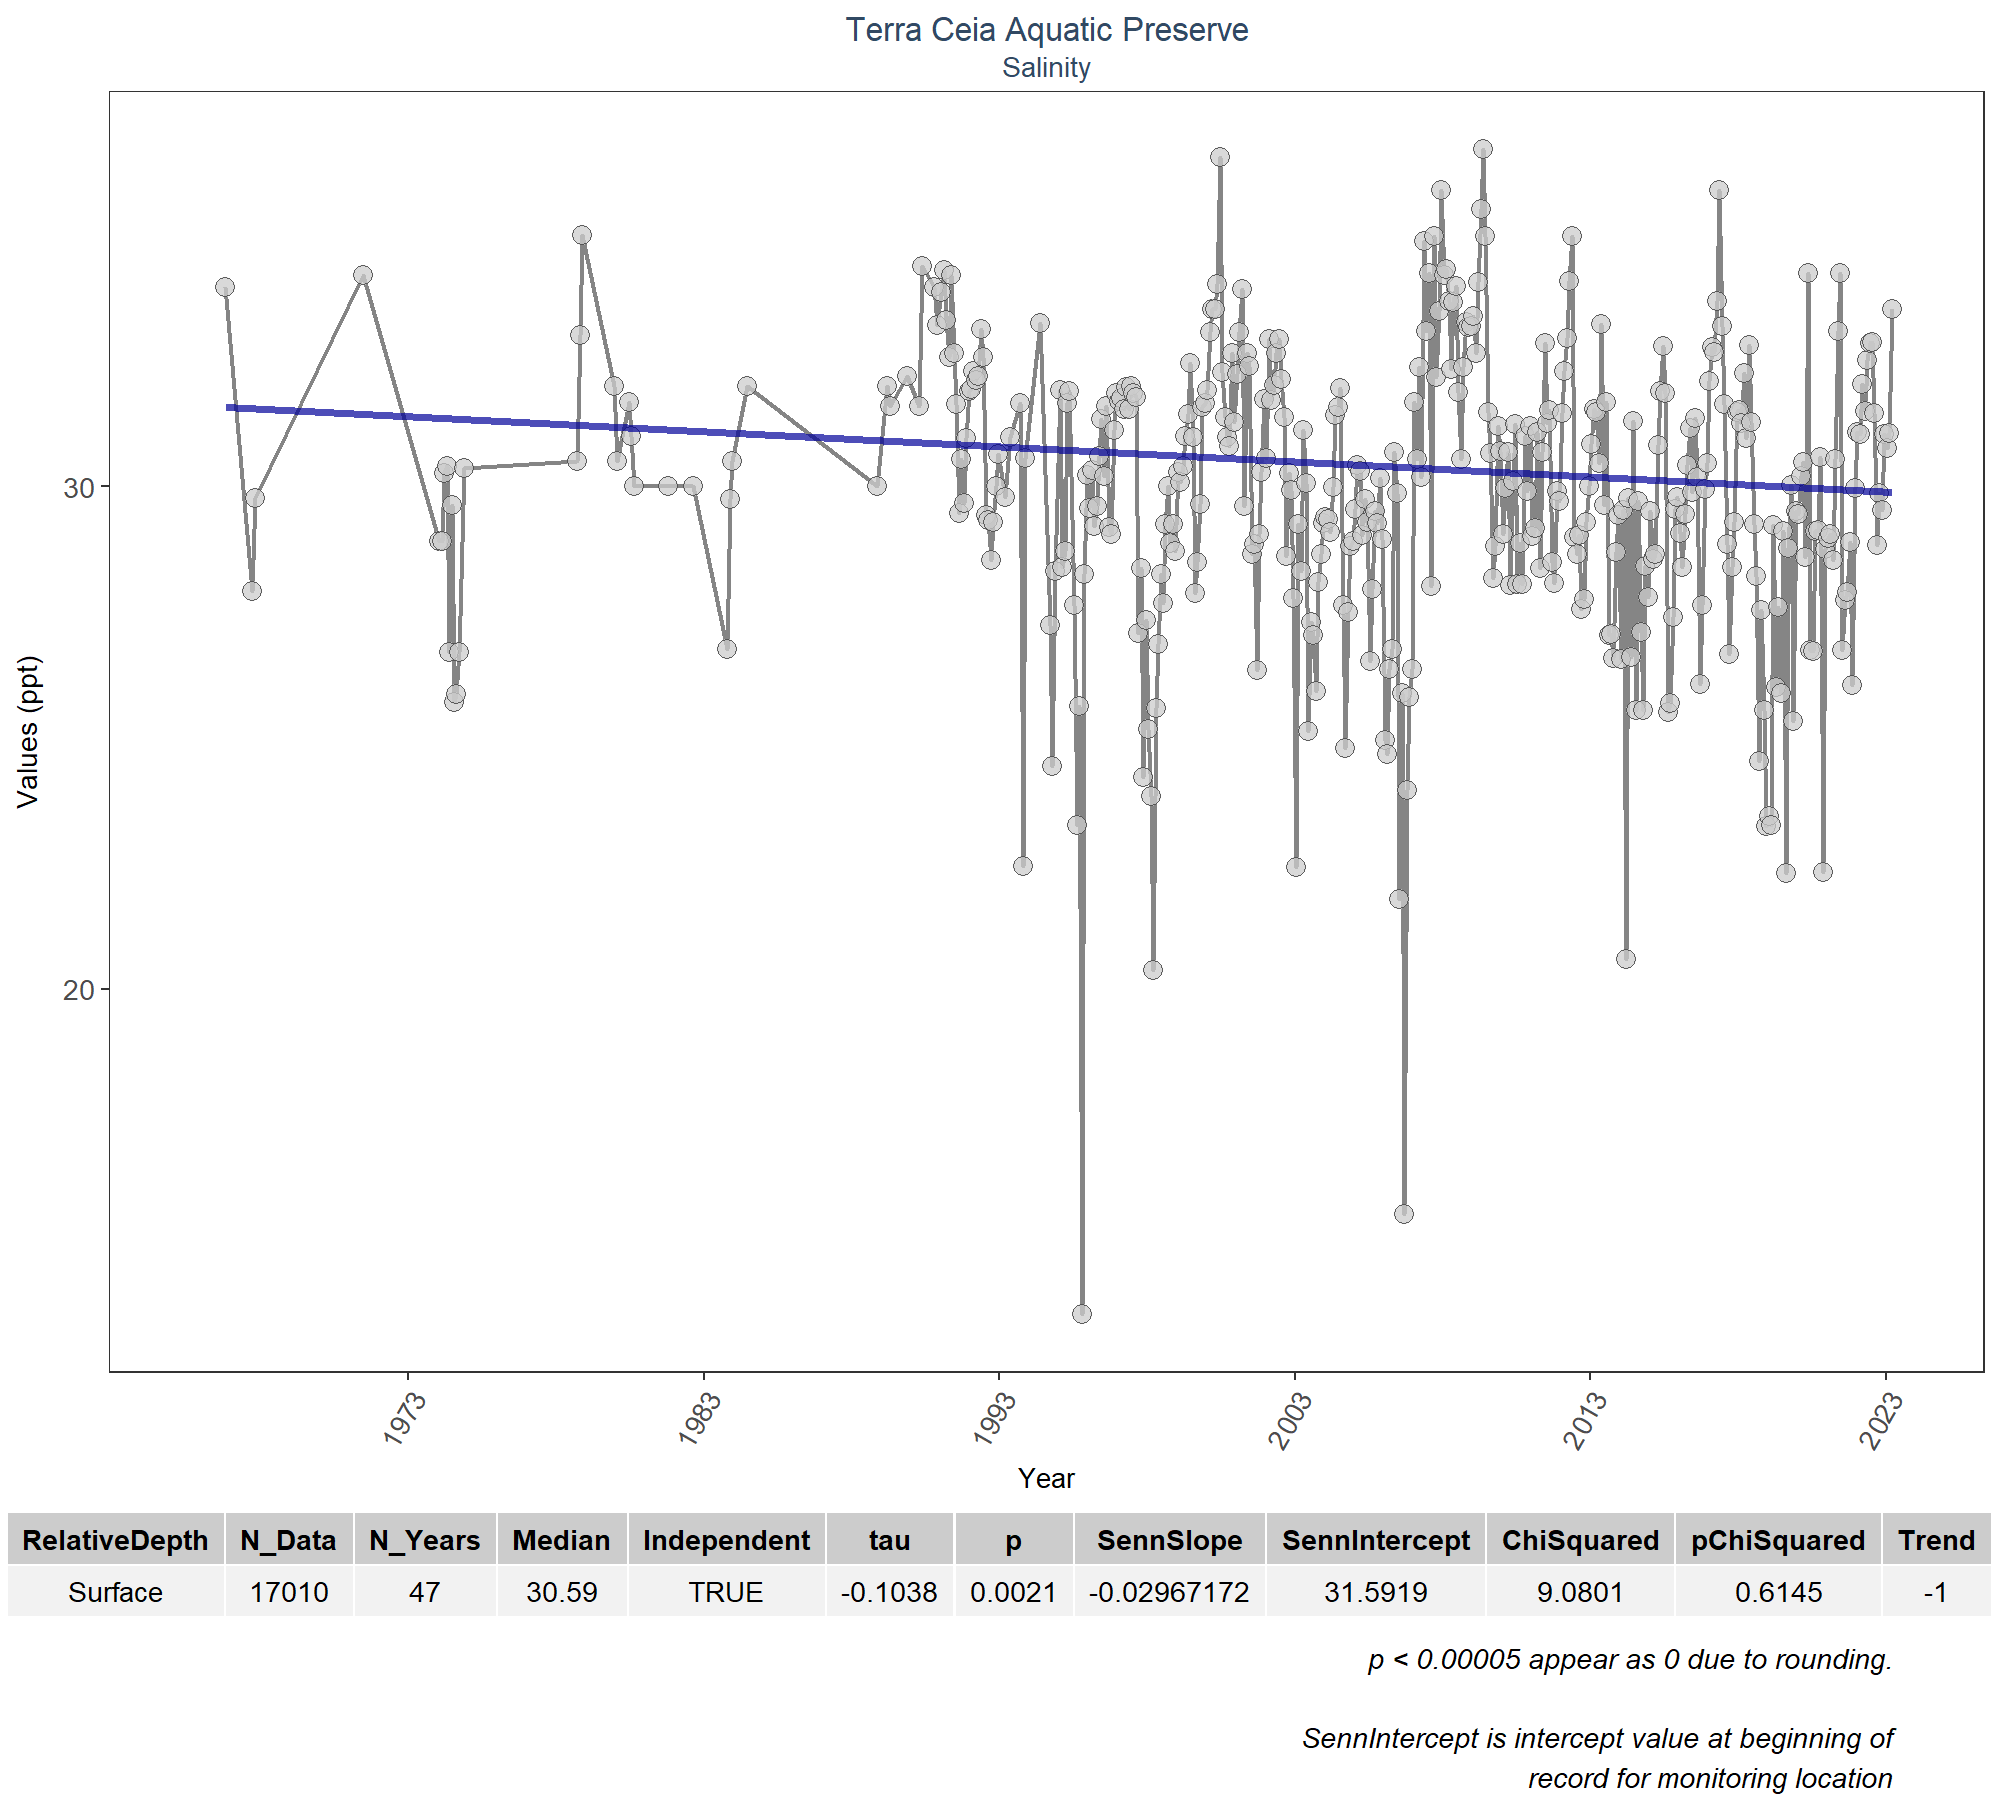 Terra Ceia Aquatic Preserve
Salinity
Values (ppt)
30
20
1973 1983 1993 2003 2013 2023
Year
RelativeDepth N_Data N_Years Median Independent tau p SennSlope SennIntercept ChiSquared pChiSquared Trend
Surface 17010 47 30.59 TRUE -0.1038 0.0021 -0.02967172 31.5919 9.0801 0.6145 -1
p < 0.00005 appear as 0 due to rounding.
SennIntercept is intercept value at beginning of
record for monitoring location